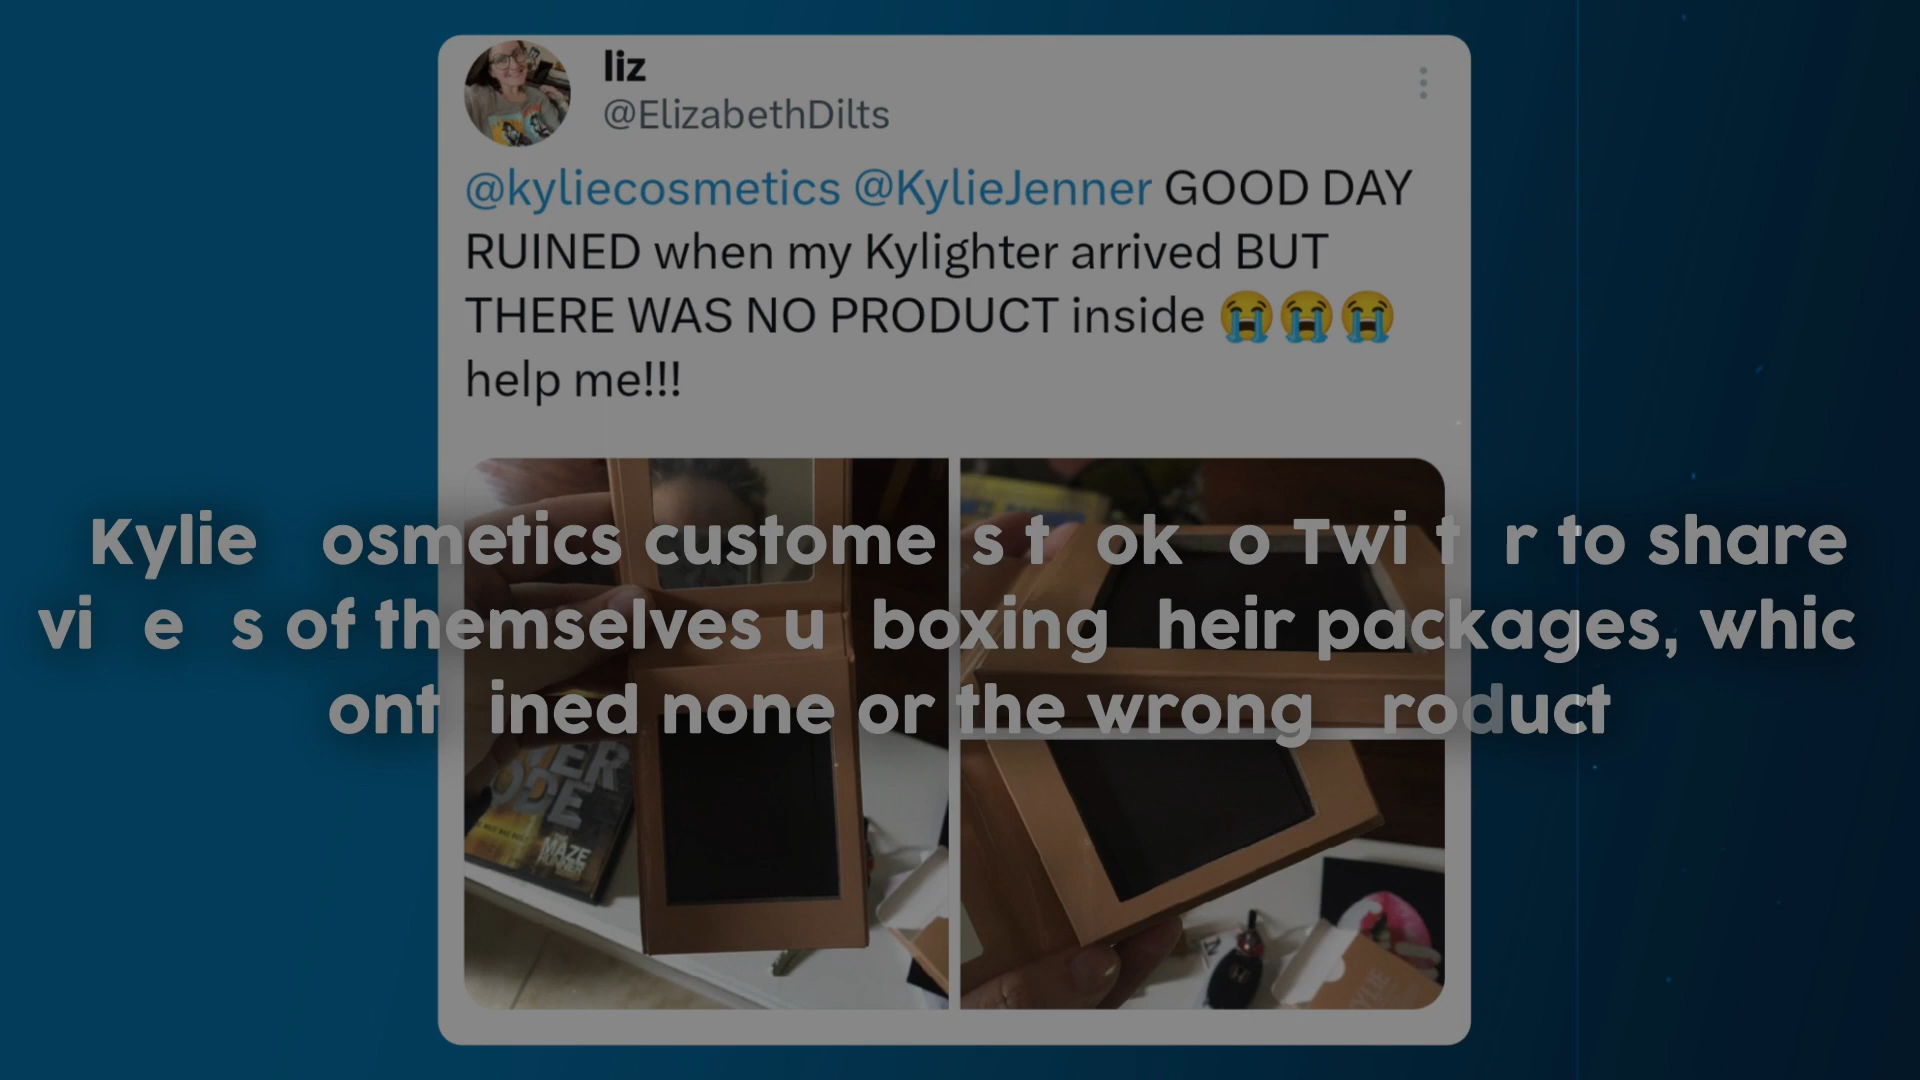 liz
@ElizabethDilts
@kyliecosmetics @KylieJenner GOOD DAY
RUINED when my Kylighter arrived BUT
THERE WAS NO PRODUCT inside 😭😭😭
help me!!!
Kylie osmetics custome s t ok o Twi t r to share
vi e s of themselves u boxing heir packages, whic
ont ined none or the wrong roduct
MAZE
RUNNER